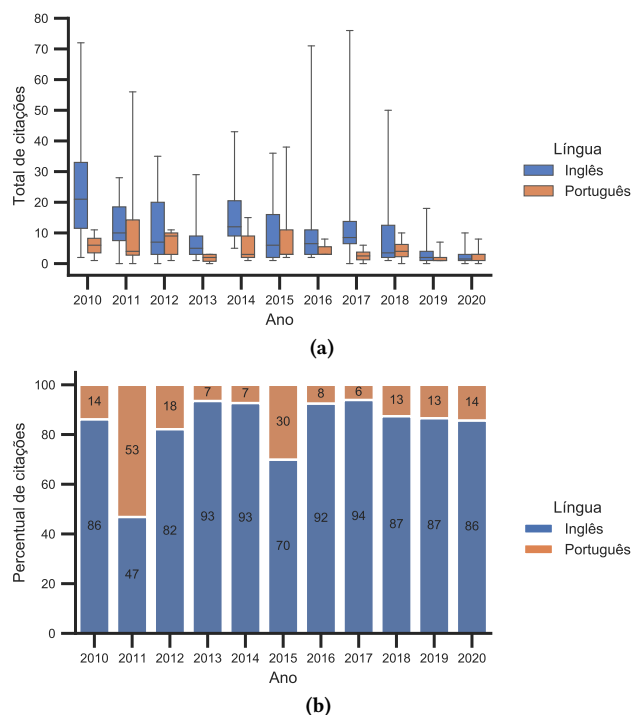 80
70
60
50
40
30
20
10
0
Total de citações
2010 2011 2012 2013 2014 2015 2016 2017 2018 2019 2020
Ano
Língua
Inglês
Português
(a)
100
80
60
40
20
0
Percentual de citações
14 53 18 7 7 30 8 6 13 13 14
86 47 82 93 93 70 92 94 87 87 86
2010 2011 2012 2013 2014 2015 2016 2017 2018 2019 2020
Ano
Língua
Inglês
Português
(b)